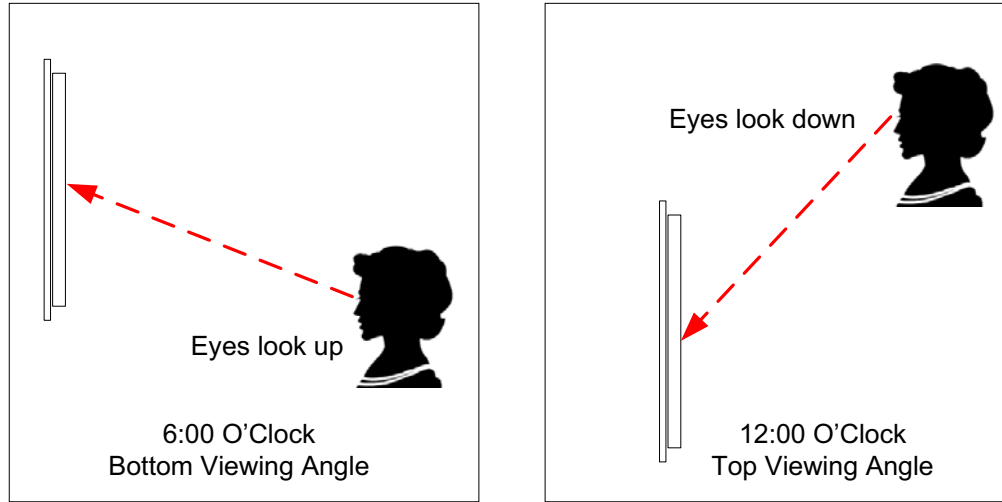 Eyes look up
6:00 O’Clock
Bottom Viewing Angle
Eyes look down
12:00 O’Clock
Top Viewing Angle